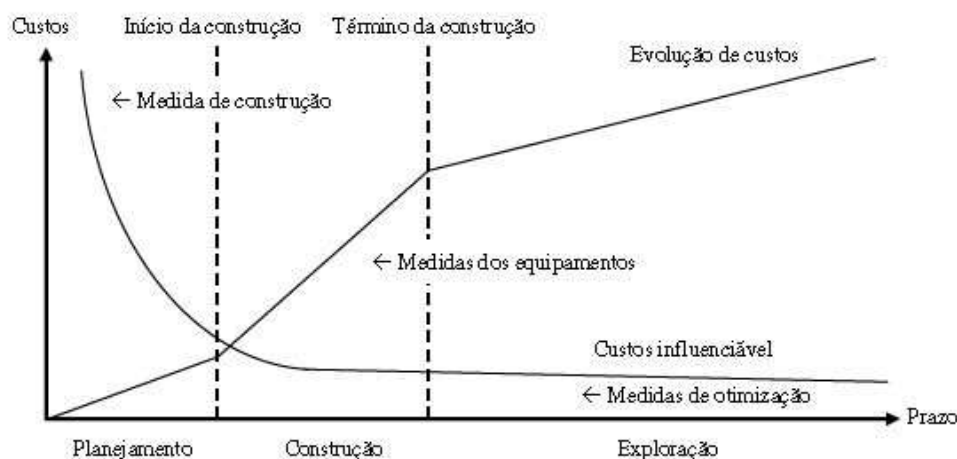 Custos
Início da construção
Término da construção
Evolução de custos
← Medida de construção
← Medidas dos equipamentos
Custos influenciável
← Medidas de otimização
Prazo
Planejamento
Construção
Exploração